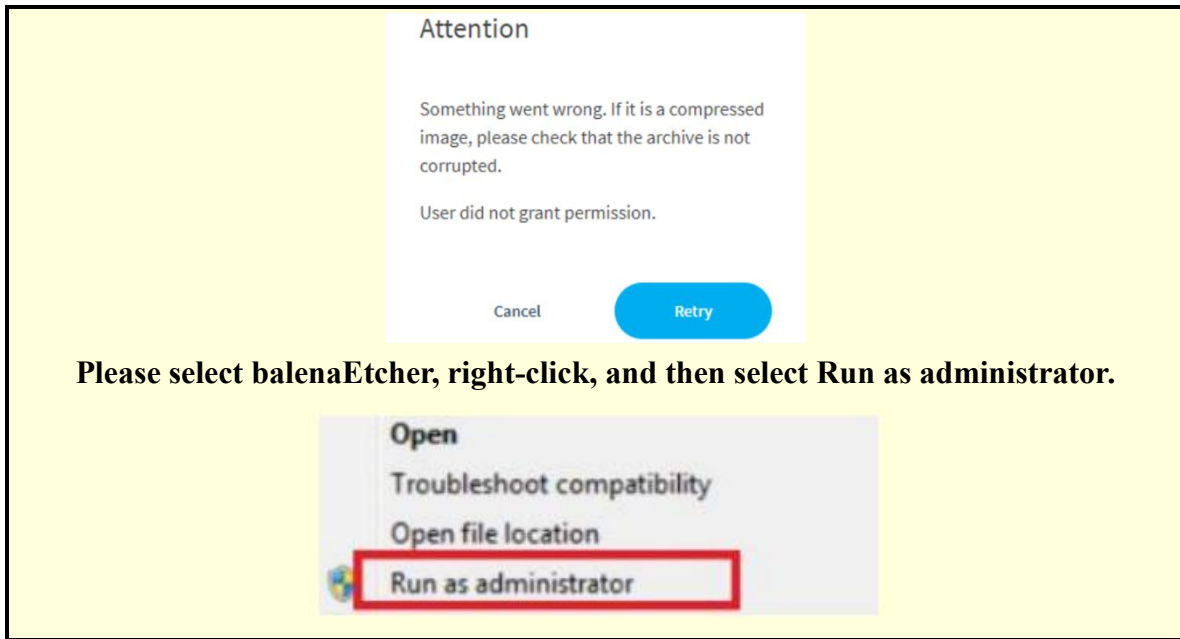 Attention
Something went wrong. If it is a compressed
image, please check that the archive is not
corrupted.
User did not grant permission.
Cancel Retry
Please select balenaEtcher, right-click, and then select Run as administrator.
Open
Troubleshoot compatibility
Open file location
Run as administrator